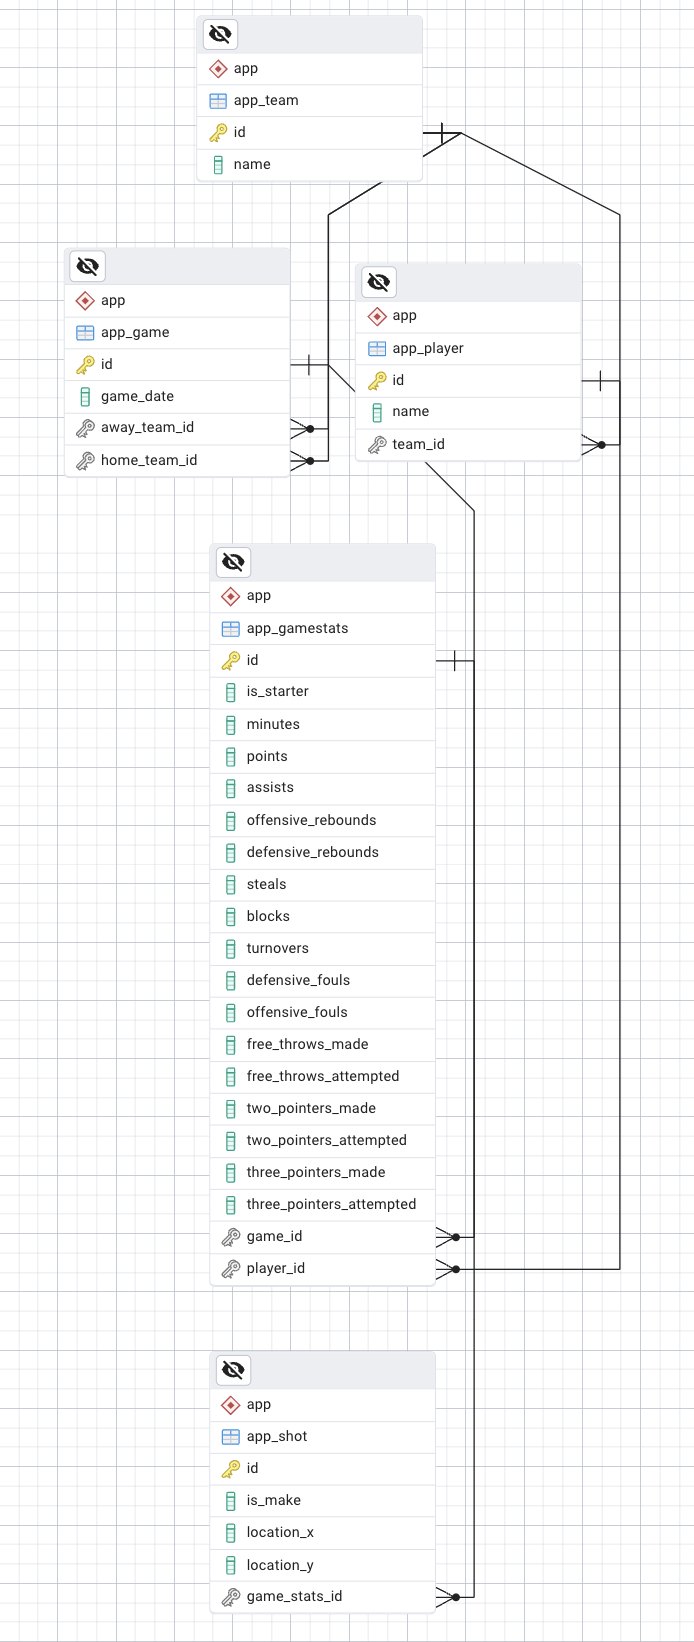 app
app_team
id
name
app
app_game
id
game_date
away_team_id
home_team_id
app
app_player
id
name
team_id
app
app_gamestats
id
is_starter
minutes
points
assists
offensive_rebounds
defensive_rebounds
steals
blocks
turnovers
defensive_fouls
offensive_fouls
free_throws_made
free_throws_attempted
two_pointers_made
two_pointers_attempted
three_pointers_made
three_pointers_attempted
game_id
player_id
app
app_shot
id
is_make
location_x
location_y
game_stats_id